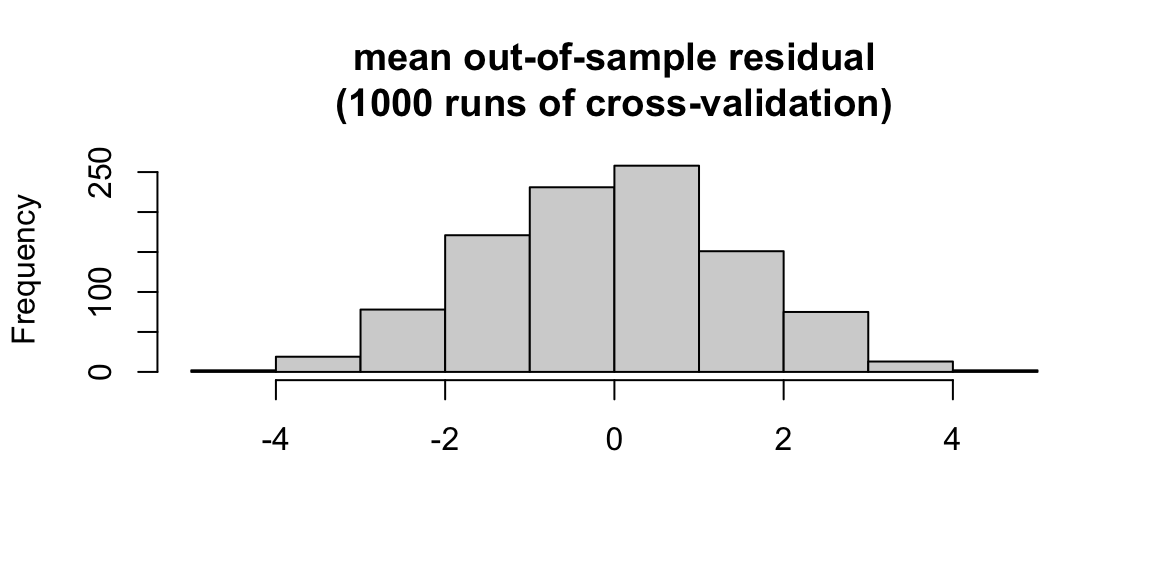 mean out-of-sample residual
(1000 runs of cross-validation)
Frequency
250
100
0
-4 -2 0 2 4